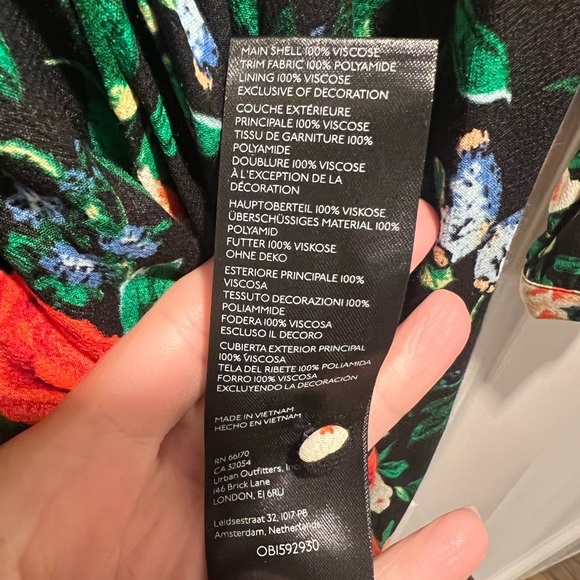 MAIN SHELL 100% VISCOSE
TRIM FABRIC 100% POLYAMIDE
LINING 100% VISCOSE
EXCLUSIVE OF DECORATION
COUCHE EXTÉRIEURE
PRINCIPALE 100% VISCOSE
TISSU DE GARNITURE 100%
POLYAMIDE
DOUBLURE 100% VISCOSE
À L'EXCEPTION DE LA
DÉCORATION
HAUPTOBERTEIL 100% VISKOSE
ÜBERSCHÜSSIGES MATERIAL 100%
POLYAMID
FUTTER 100% VISKOSE
OHNE DEKO
ESTERIORE PRINCIPALE 100%
VISCOSA
TESSUTO DECORAZIONI 100%
POLIAMMIDE
FODERA 100% VISCOSA
ESCLUSO IL DECORO
CUBIERTA EXTERIOR PRINCIPAL
100% VISCOSA
TELA DEL RIBETE 100% POLIAMIDA
FORRO 100% VISCOSA
EXCLUYENDO LA DECORACION
MADE IN VIETNAM
HECHO EN VIETNAM
RN 66170
CA 32054
Urban Outfitters, Inc
146 Brick Lane
LONDON, E1 6RU
Leidsestraat 32, 1017 PB
Amsterdam, Netherlands
OB1592930